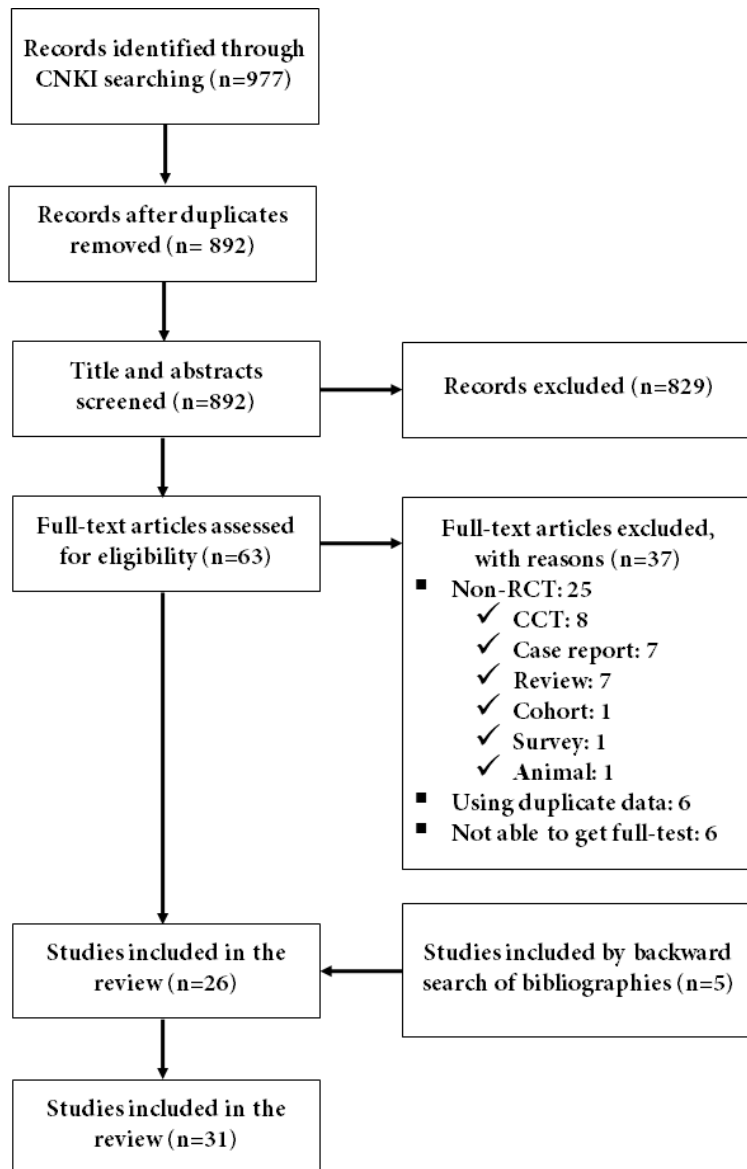 Records identified through
CNKI searching (n=977)
Records after duplicates
removed (n= 892)
Title and abstracts
screened (n=892)
Records excluded (n=829)
Full-text articles assessed
for eligibility (n=63)
Full-text articles excluded,
with reasons (n=37)
▪ Non-RCT: 25
✓ CCT: 8
✓ Case report: 7
✓ Review: 7
✓ Cohort: 1
✓ Survey: 1
✓ Animal: 1
▪ Using duplicate data: 6
▪ Not able to get full-test: 6
Studies included in the
review (n=26)
Studies included by backward
search of bibliographies (n=5)
Studies included in the
review (n=31)